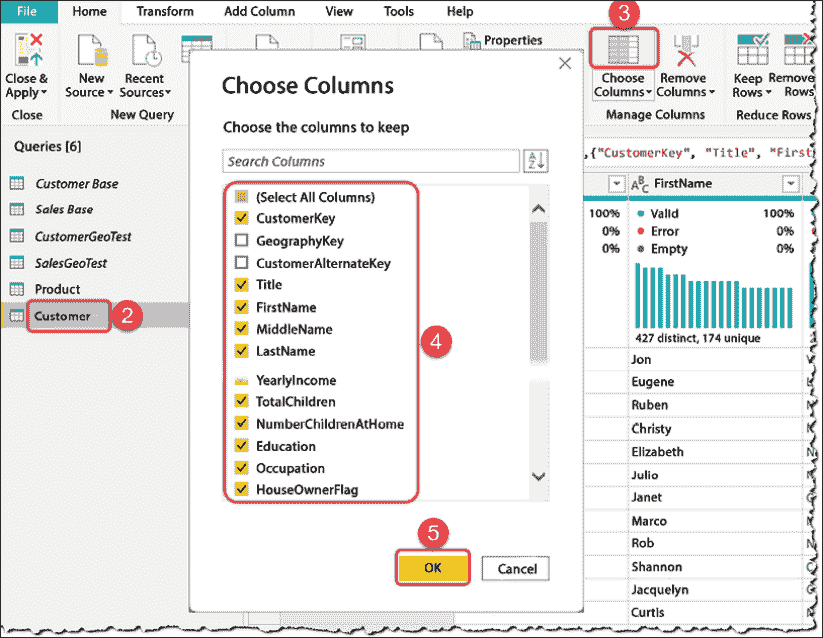 File Home Transform Add Column View Tools Help
3
Properties
Close & Apply
New Source
Recent Sources
Choose Columns
Remove Columns
Keep Rows
Remove Rows
Close
New Query
Manage Columns
Reduce Rows
Queries [6]
Customer Base
Sales Base
CustomerGeoTest
SalesGeoTest
Product
Customer
2
Choose Columns
Choose the columns to keep
Search Columns
A
Z
(Select All Columns)
CustomerKey
GeographyKey
CustomerAlternateKey
Title
FirstName
MiddleName
LastName
YearlyIncome
TotalChildren
NumberChildrenAtHome
Education
Occupation
HouseOwnerFlag
4
5
OK
Cancel
,{"CustomerKey", "Title", "First
ABC FirstName
100% Valid 100%
0% Error 0%
0% Empty 0%
427 distinct, 174 unique
Jon
Eugene
Ruben
Christy
Elizabeth
Julio
Janet
Marco
Rob
Shannon
Jacquelyn
Curtis